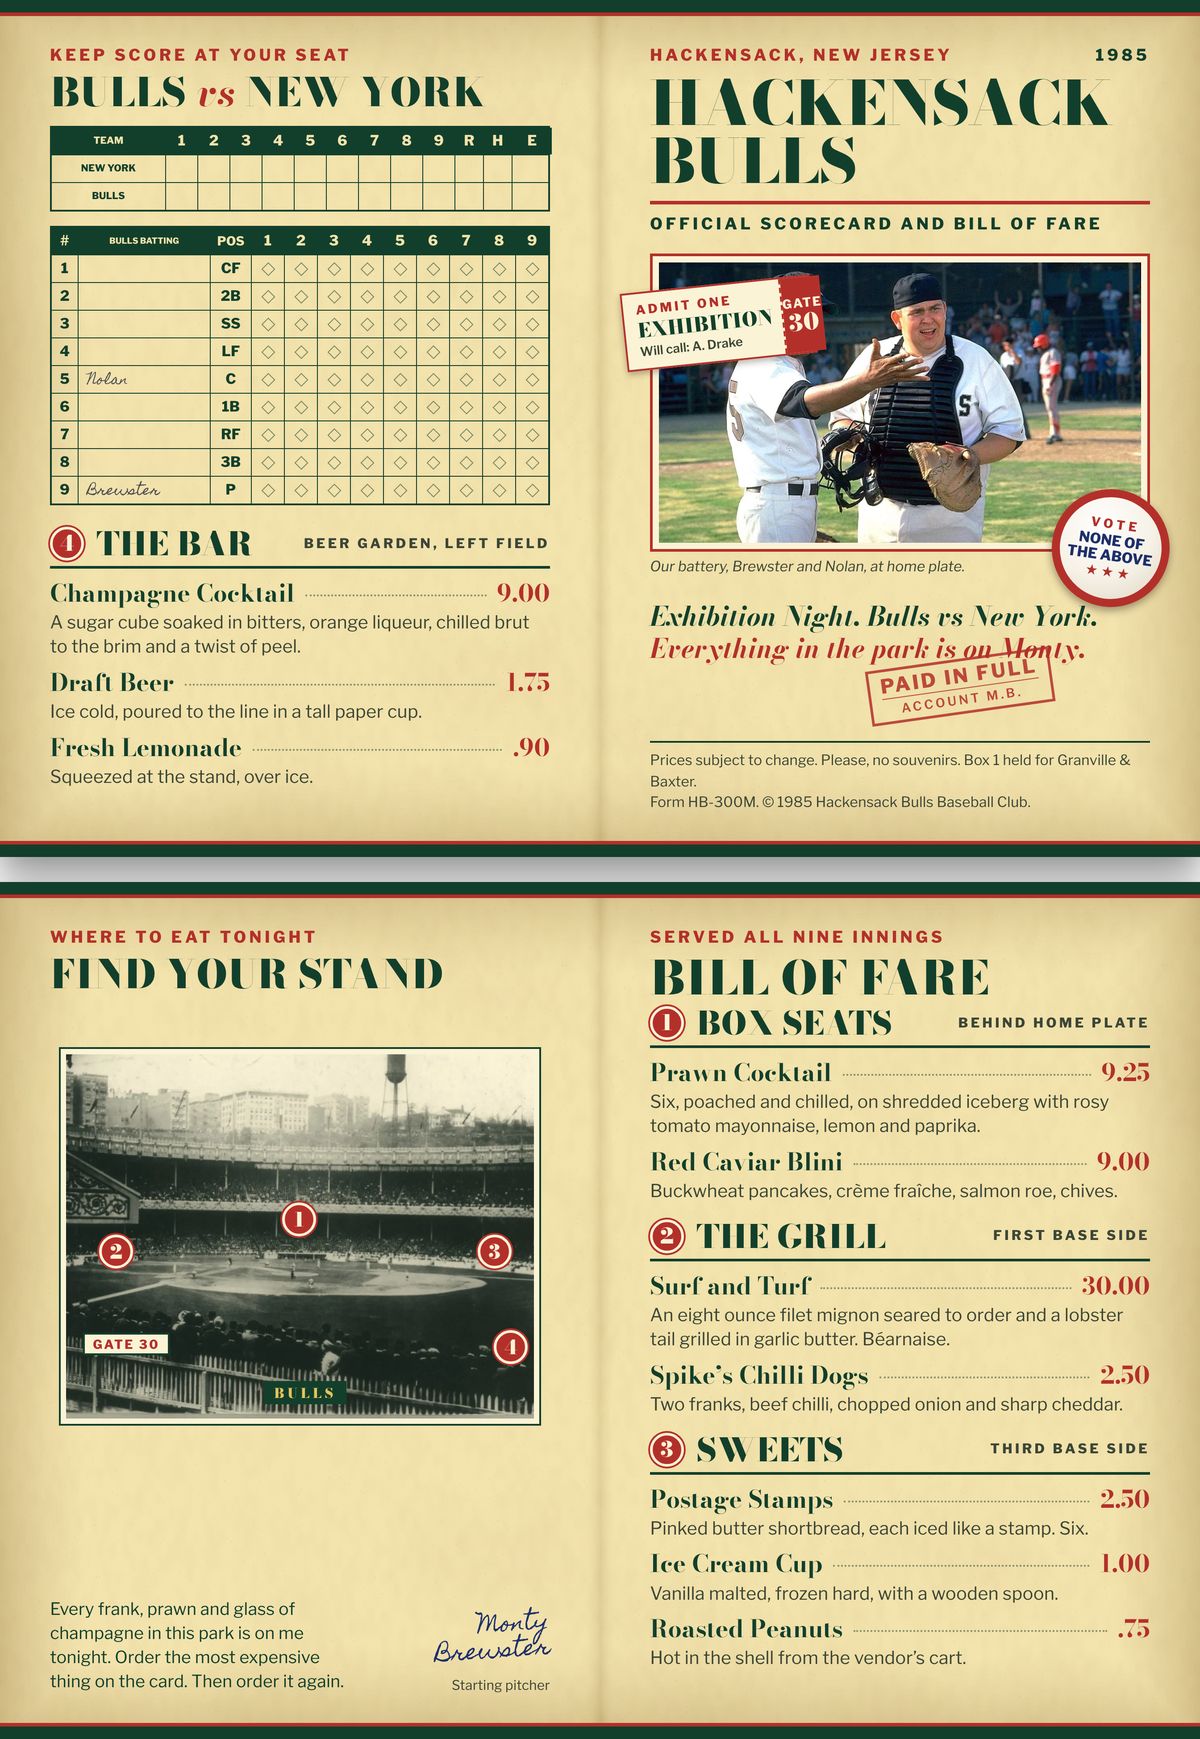 KEEP SCORE AT YOUR SEAT
BULLS vs NEW YORK
TEAM 1 2 3 4 5 6 7 8 9 R H E
NEW YORK
BULLS
# BULLS BATTING POS 1 2 3 4 5 6 7 8 9
1 CF
2 2B
3 SS
4 LF
5 Nolan C
6 1B
7 RF
8 3B
9 Brewster P
4 THE BAR BEER GARDEN, LEFT FIELD
Champagne Cocktail 9.00
A sugar cube soaked in bitters, orange liqueur, chilled brut
to the brim and a twist of peel.
Draft Beer 1.75
Ice cold, poured to the line in a tall paper cup.
Fresh Lemonade .90
Squeezed at the stand, over ice.
HACKENSACK, NEW JERSEY 1985
HACKENSACK
BULLS
OFFICIAL SCORECARD AND BILL OF FARE
ADMIT ONE
EXHIBITION
Will call: A. Drake
GATE
30
5
S
VOTE
NONE OF
THE ABOVE
Our battery, Brewster and Nolan, at home plate.
Exhibition Night. Bulls vs New York.
Everything in the park is on Monty.
PAID IN FULL
ACCOUNT M.B.
Prices subject to change. Please, no souvenirs. Box 1 held for Granville &
Baxter.
Form HB-300M. © 1985 Hackensack Bulls Baseball Club.
WHERE TO EAT TONIGHT
FIND YOUR STAND
1
2
3
GATE 30
4
BULLS
Every frank, prawn and glass of
champagne in this park is on me
tonight. Order the most expensive
thing on the card. Then order it again.
Monty
Brewster
Starting pitcher
SERVED ALL NINE INNINGS
BILL OF FARE
1 BOX SEATS BEHIND HOME PLATE
Prawn Cocktail 9.25
Six, poached and chilled, on shredded iceberg with rosy
tomato mayonnaise, lemon and paprika.
Red Caviar Blini 9.00
Buckwheat pancakes, crème fraîche, salmon roe, chives.
2 THE GRILL FIRST BASE SIDE
Surf and Turf 30.00
An eight ounce filet mignon seared to order and a lobster
tail grilled in garlic butter. Béarnaise.
Spike’s Chilli Dogs 2.50
Two franks, beef chilli, chopped onion and sharp cheddar.
3 SWEETS THIRD BASE SIDE
Postage Stamps 2.50
Pinked butter shortbread, each iced like a stamp. Six.
Ice Cream Cup 1.00
Vanilla malted, frozen hard, with a wooden spoon.
Roasted Peanuts .75
Hot in the shell from the vendor’s cart.